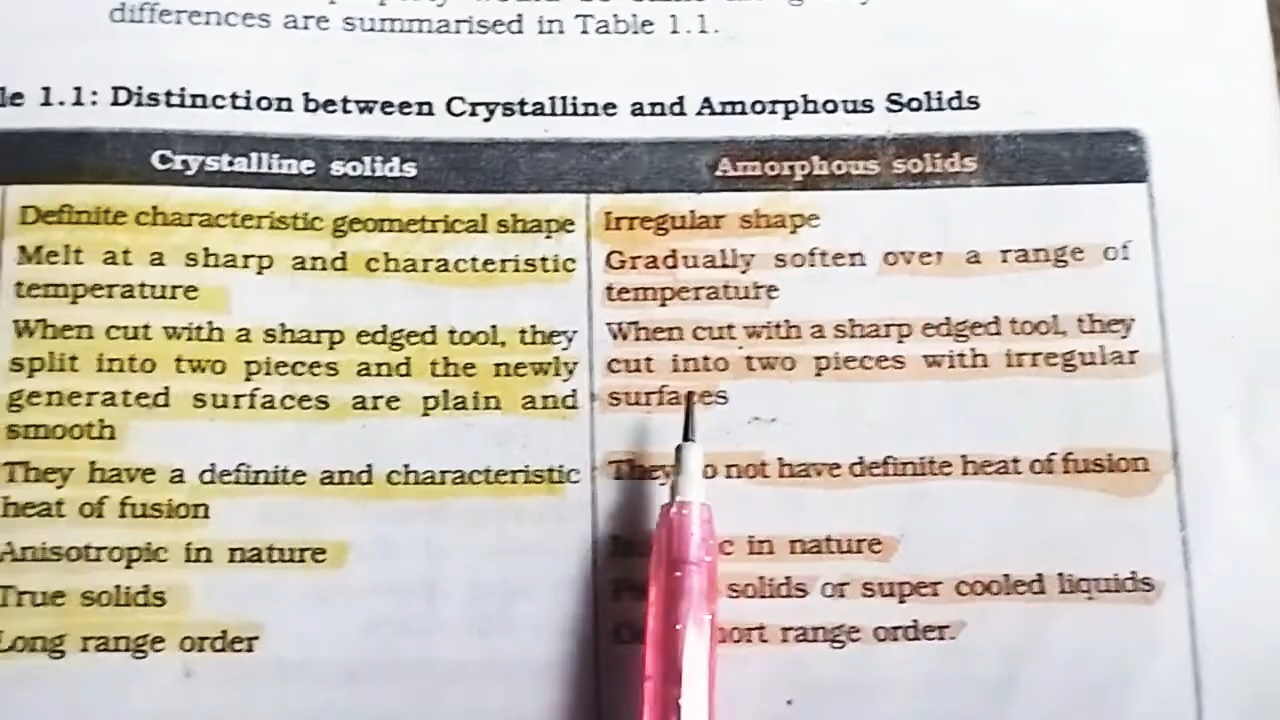 differences are summarised in Table 1.1.
le 1.1: Distinction between Crystalline and Amorphous Solids
Crystalline solids
Definite characteristic geometrical shape
Melt at a sharp and characteristic
temperature
When cut with a sharp edged tool, they
split into two pieces and the newly
generated surfaces are plain and
smooth
They have a definite and characteristic
heat of fusion
Anisotropic in nature
True solids
Long range order
Amorphous solids
Irregular shape
Gradually soften over a range of
temperature
When cut with a sharp edged tool, they
cut into two pieces with irregular
surfaces
They o not have definite heat of fusion
c in nature
solids or super cooled liquids
ort range order.